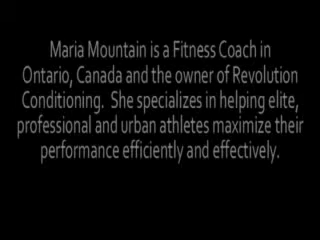 Maria Mountain is a Fitness Coach in
Ontario, Canada and the owner of Revolution
Conditioning.  She specializes in helping elite,
professional and urban athletes maximize their
performance efficiently and effectively.